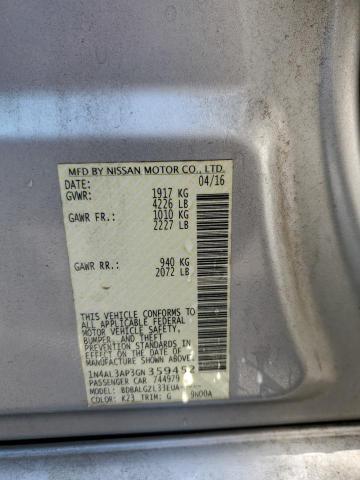 MFD BY NISSAN MOTOR CO., LTD.
DATE: 04/16
GVWR: 1917 KG
4226 LB
GAWR FR.: 1010 KG
2227 LB
GAWR RR.: 940 KG
2072 LB
THIS VEHICLE CONFORMS TO
ALL APPLICABLE FEDERAL
MOTOR VEHICLE SAFETY,
BUMPER, AND THEFT
PREVENTION STANDARDS IN
EFFECT ON THE DATE OF
MANUFACTURE SHOWN ABOVE.
1N4AL3AP3GN359452
PASSENGER CAR 744979
MODEL: BDBALGZL33EUA
COLOR: K23 TRIM: G